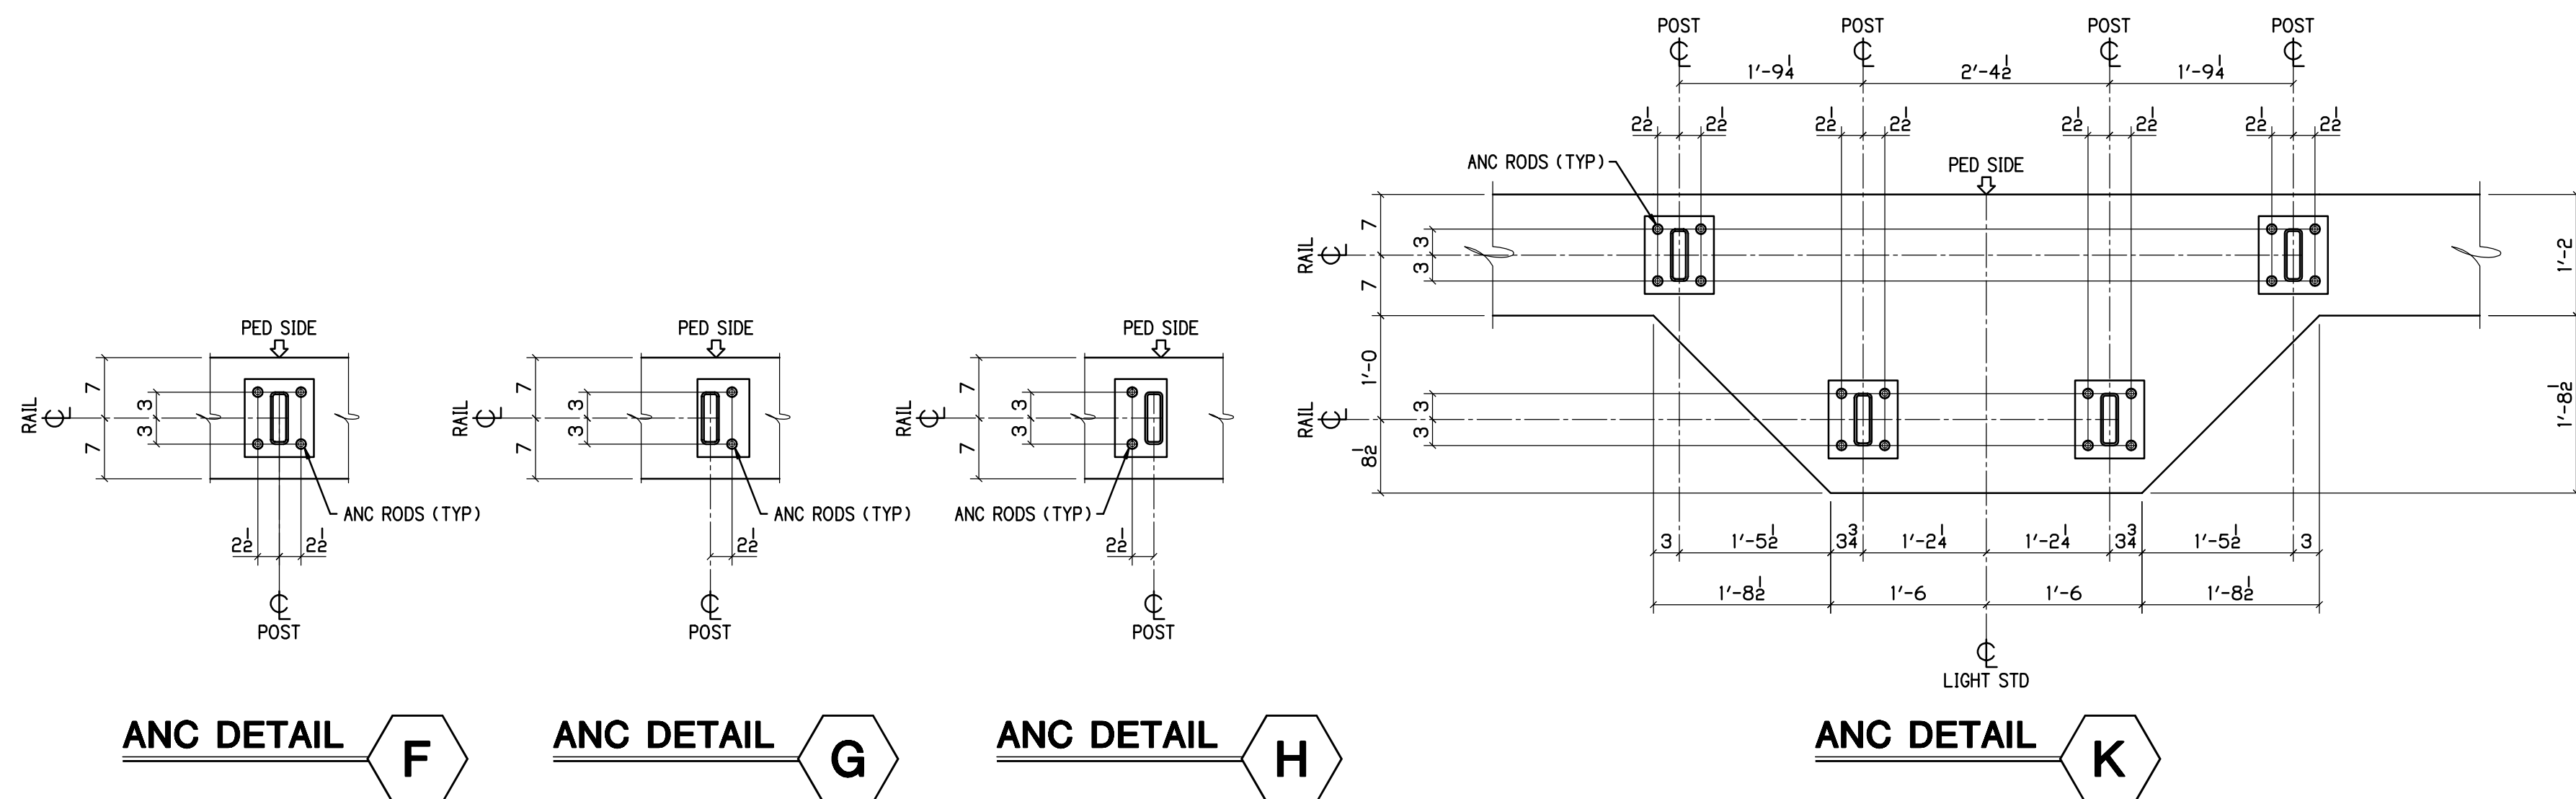 PED SIDE
RAIL
℄
7
7
3
3
ANC RODS (TYP)
2½
2½
℄
POST
ANC DETAIL
F
PED SIDE
RAIL
℄
7
7
3
3
ANC RODS (TYP)
2½
℄
POST
ANC DETAIL
G
PED SIDE
RAIL
℄
7
7
3
3
ANC RODS (TYP)
2½
℄
POST
ANC DETAIL
H
POST POST POST POST
℄ ℄ ℄ ℄
1'-9¼ 2'-4½ 1'-9¼
2½ 2½ 2½ 2½ 2½ 2½ 2½ 2½
ANC RODS (TYP)
PED SIDE
RAIL
℄
7
7
3
3
1'-2
1'-0
1'-8½
RAIL
℄
3
3
8½
3 1'-5½ 3¾ 1'-2¼ 1'-2¼ 3¾ 1'-5½ 3
1'-8½ 1'-6 1'-6 1'-8½
℄
LIGHT STD
ANC DETAIL
K